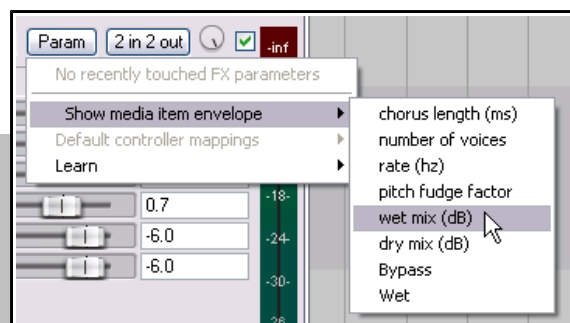 Param
2 in 2 out
-inf
No recently touched FX parameters
Show media item envelope
Default controller mappings
Learn
chorus length (ms)
number of voices
rate (hz)
pitch fudge factor
wet mix (dB)
dry mix (dB)
Bypass
Wet
0.7
-6.0
-6.0
-18-
-24-
-30-